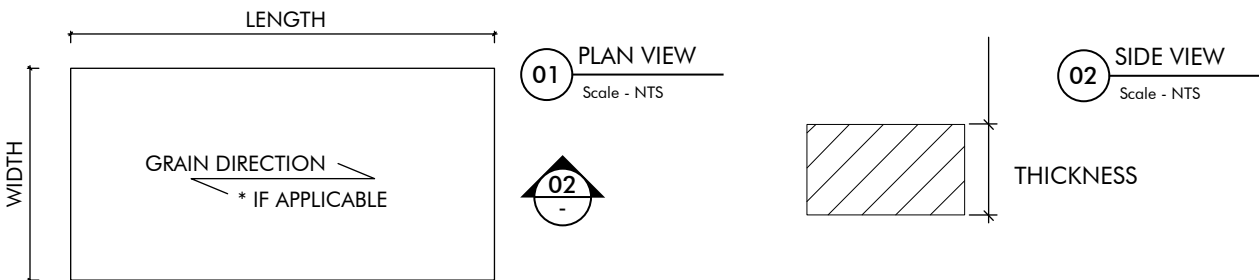 LENGTH
WIDTH
GRAIN DIRECTION
* IF APPLICABLE
01 PLAN VIEW
Scale - NTS
02
-
02 SIDE VIEW
Scale - NTS
THICKNESS